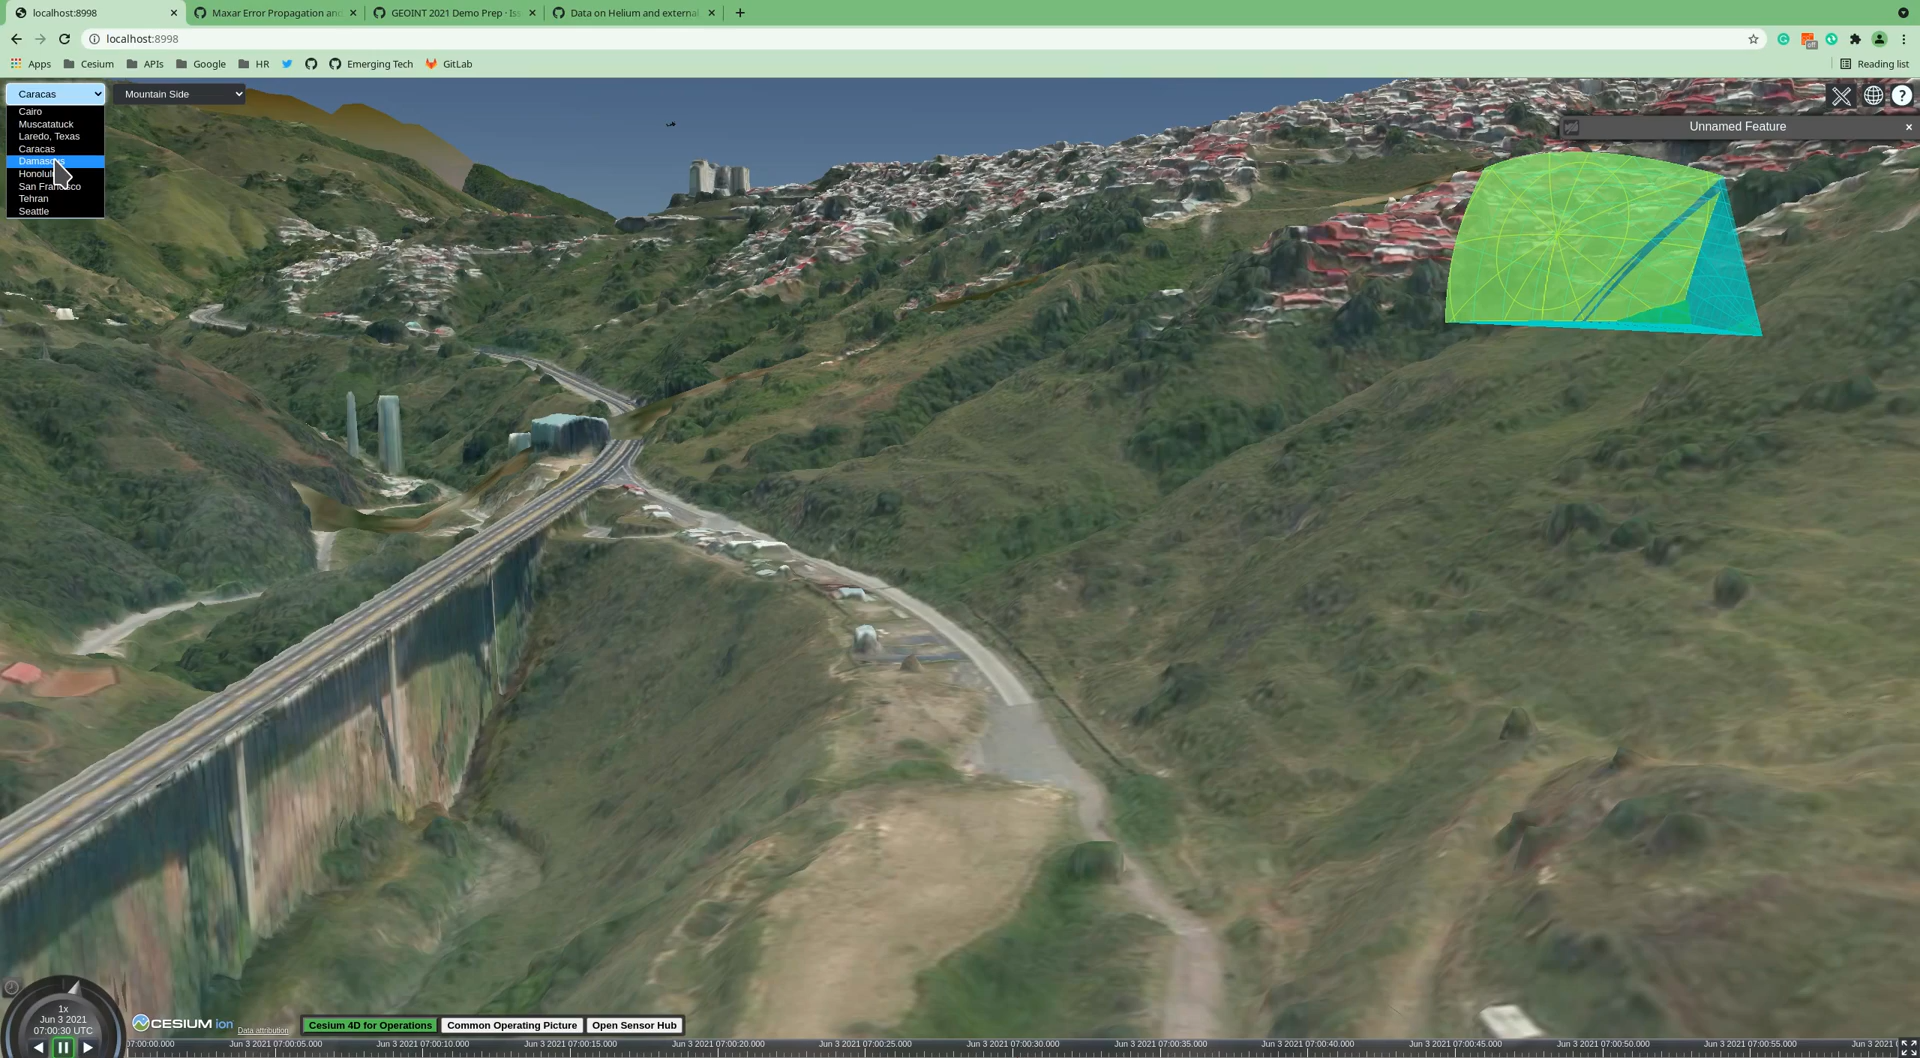 localhost:8998
Maxar Error Propagation and
GEOINT 2021 Demo Prep · Iss
Data on Helium and external
localhost:8998
Apps
Cesium
APIs
Google
HR
Emerging Tech
GitLab
Reading list
Caracas
Mountain Side
Cairo
Muscatatuck
Laredo, Texas
Caracas
Honolulu
San Francisco
Tehran
Seattle
?
off
Unnamed Feature
1x
Jun 3 2021
07:00:30 UTC
CESIUM ion
Data attribution
Cesium 4D for Operations
Common Operating Picture
Open Sensor Hub
07:00:00.000
Jun 3 2021 07:00:05.000
Jun 3 2021 07:00:10.000
Jun 3 2021 07:00:15.000
Jun 3 2021 07:00:20.000
Jun 3 2021 07:00:25.000
Jun 3 2021 07:00:30.000
Jun 3 2021 07:00:35.000
Jun 3 2021 07:00:40.000
Jun 3 2021 07:00:45.000
Jun 3 2021 07:00:50.000
Jun 3 2021 07:00:55.000
Jun 3 2021